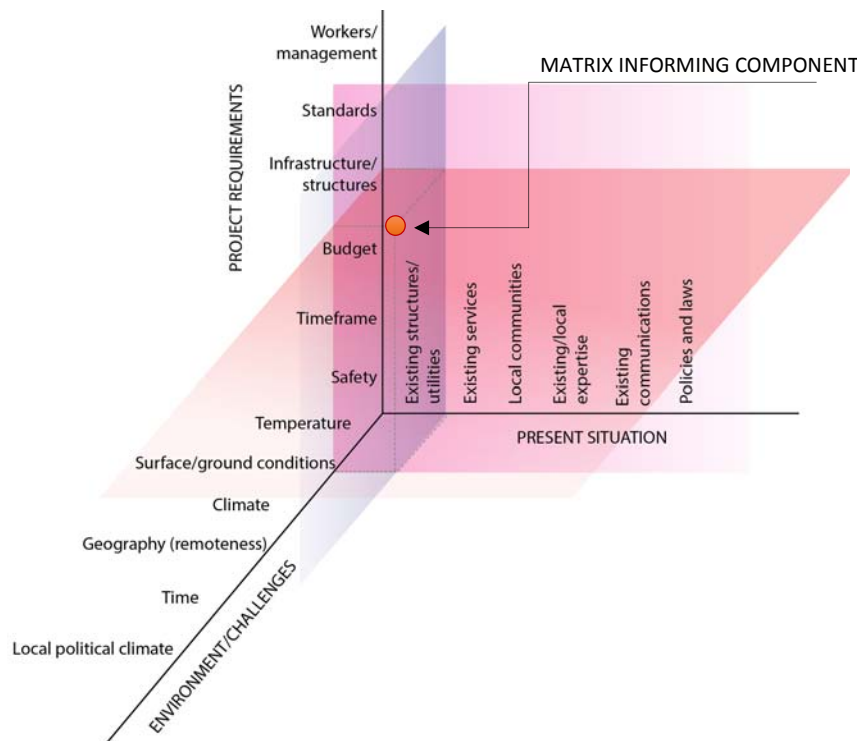 Workers/
management
MATRIX INFORMING COMPONENT
PROJECT REQUIREMENTS
Standards
Infrastructure/
structures
Budget
Timeframe
Safety
Existing structures/
utilities
Existing services
Local communities
Existing/local
expertise
Existing
communications
Policies and laws
PRESENT SITUATION
Temperature
Surface/ground conditions
Climate
Geography (remoteness)
Time
Local political climate
ENVIRONMENT/CHALLENGES